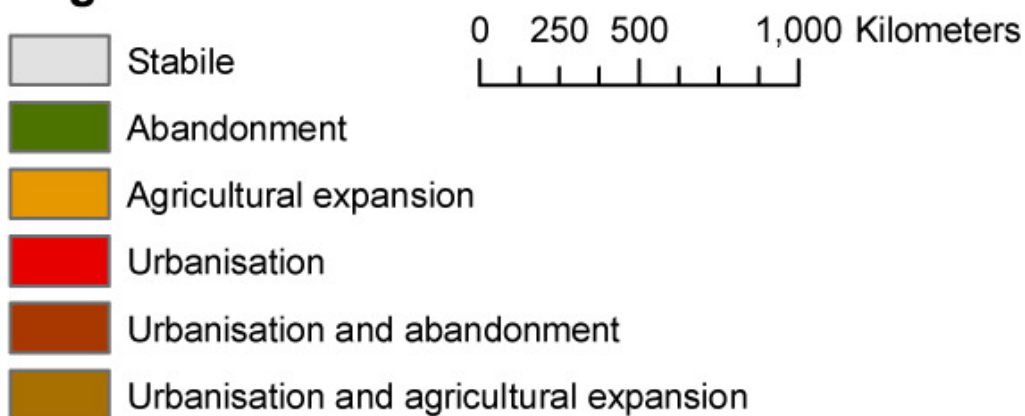 0 250 500 1,000 Kilometers
Stabile
Abandonment
Agricultural expansion
Urbanisation
Urbanisation and abandonment
Urbanisation and agricultural expansion